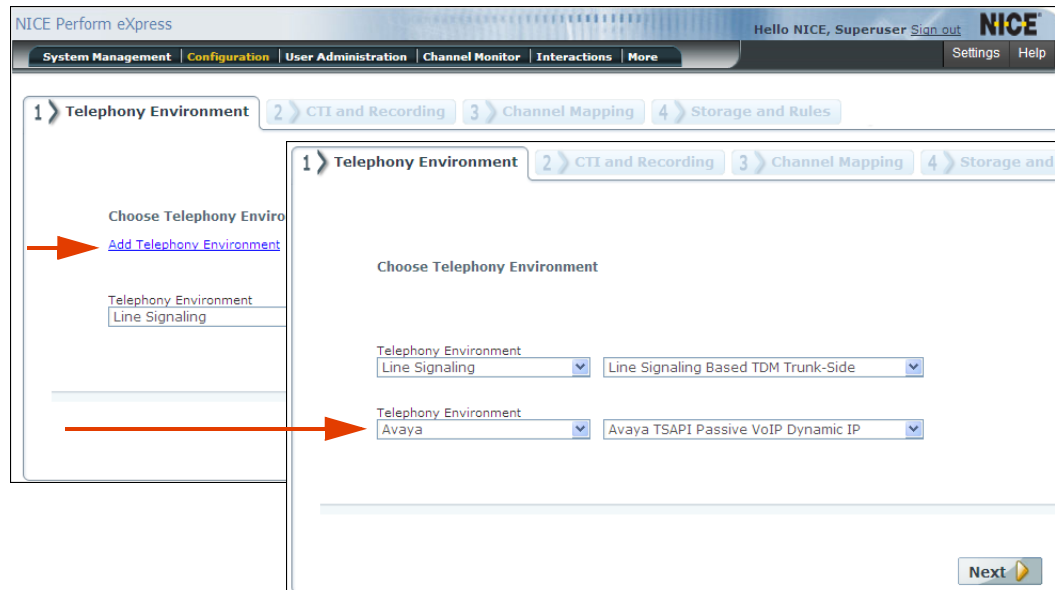 NICE Perform eXpress
Hello NICE, Superuser Sign out
NICE
System Management | Configuration | User Administration | Channel Monitor | Interactions | More
Settings Help
1 Telephony Environment 2 CTI and Recording 3 Channel Mapping 4 Storage and Rules
Choose Telephony Enviro
Add Telephony Environment
Telephony Environment
Line Signaling
1 Telephony Environment 2 CTI and Recording 3 Channel Mapping 4 Storage and
Choose Telephony Environment
Telephony Environment
Line Signaling Line Signaling Based TDM Trunk-Side
Telephony Environment
Avaya Avaya TSAPI Passive VoIP Dynamic IP
Next